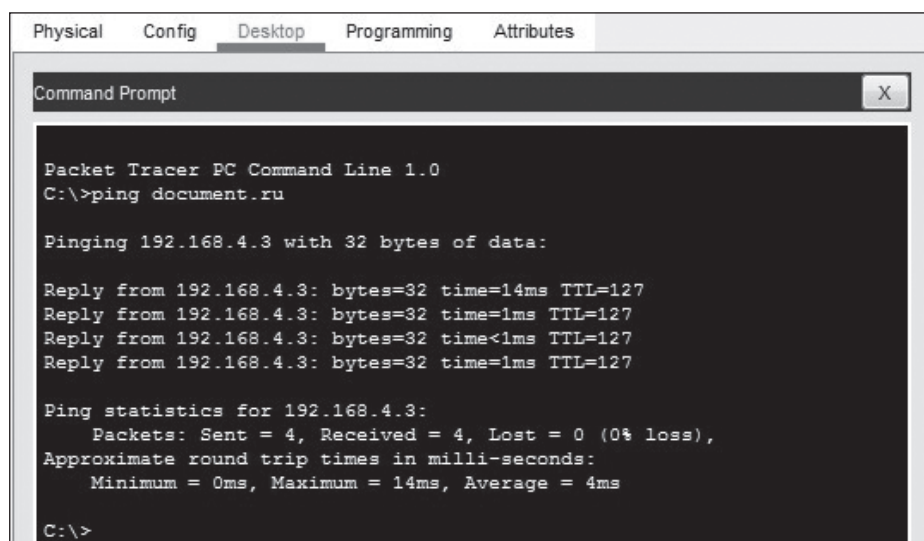 Physical Config Desktop Programming Attributes
Command Prompt X
Packet Tracer PC Command Line 1.0
C:\>ping document.ru
Pinging 192.168.4.3 with 32 bytes of data:
Reply from 192.168.4.3: bytes=32 time=14ms TTL=127
Reply from 192.168.4.3: bytes=32 time=1ms TTL=127
Reply from 192.168.4.3: bytes=32 time<1ms TTL=127
Reply from 192.168.4.3: bytes=32 time=1ms TTL=127
Ping statistics for 192.168.4.3:
Packets: Sent = 4, Received = 4, Lost = 0 (0% loss),
Approximate round trip times in milli-seconds:
Minimum = 0ms, Maximum = 14ms, Average = 4ms
C:\>